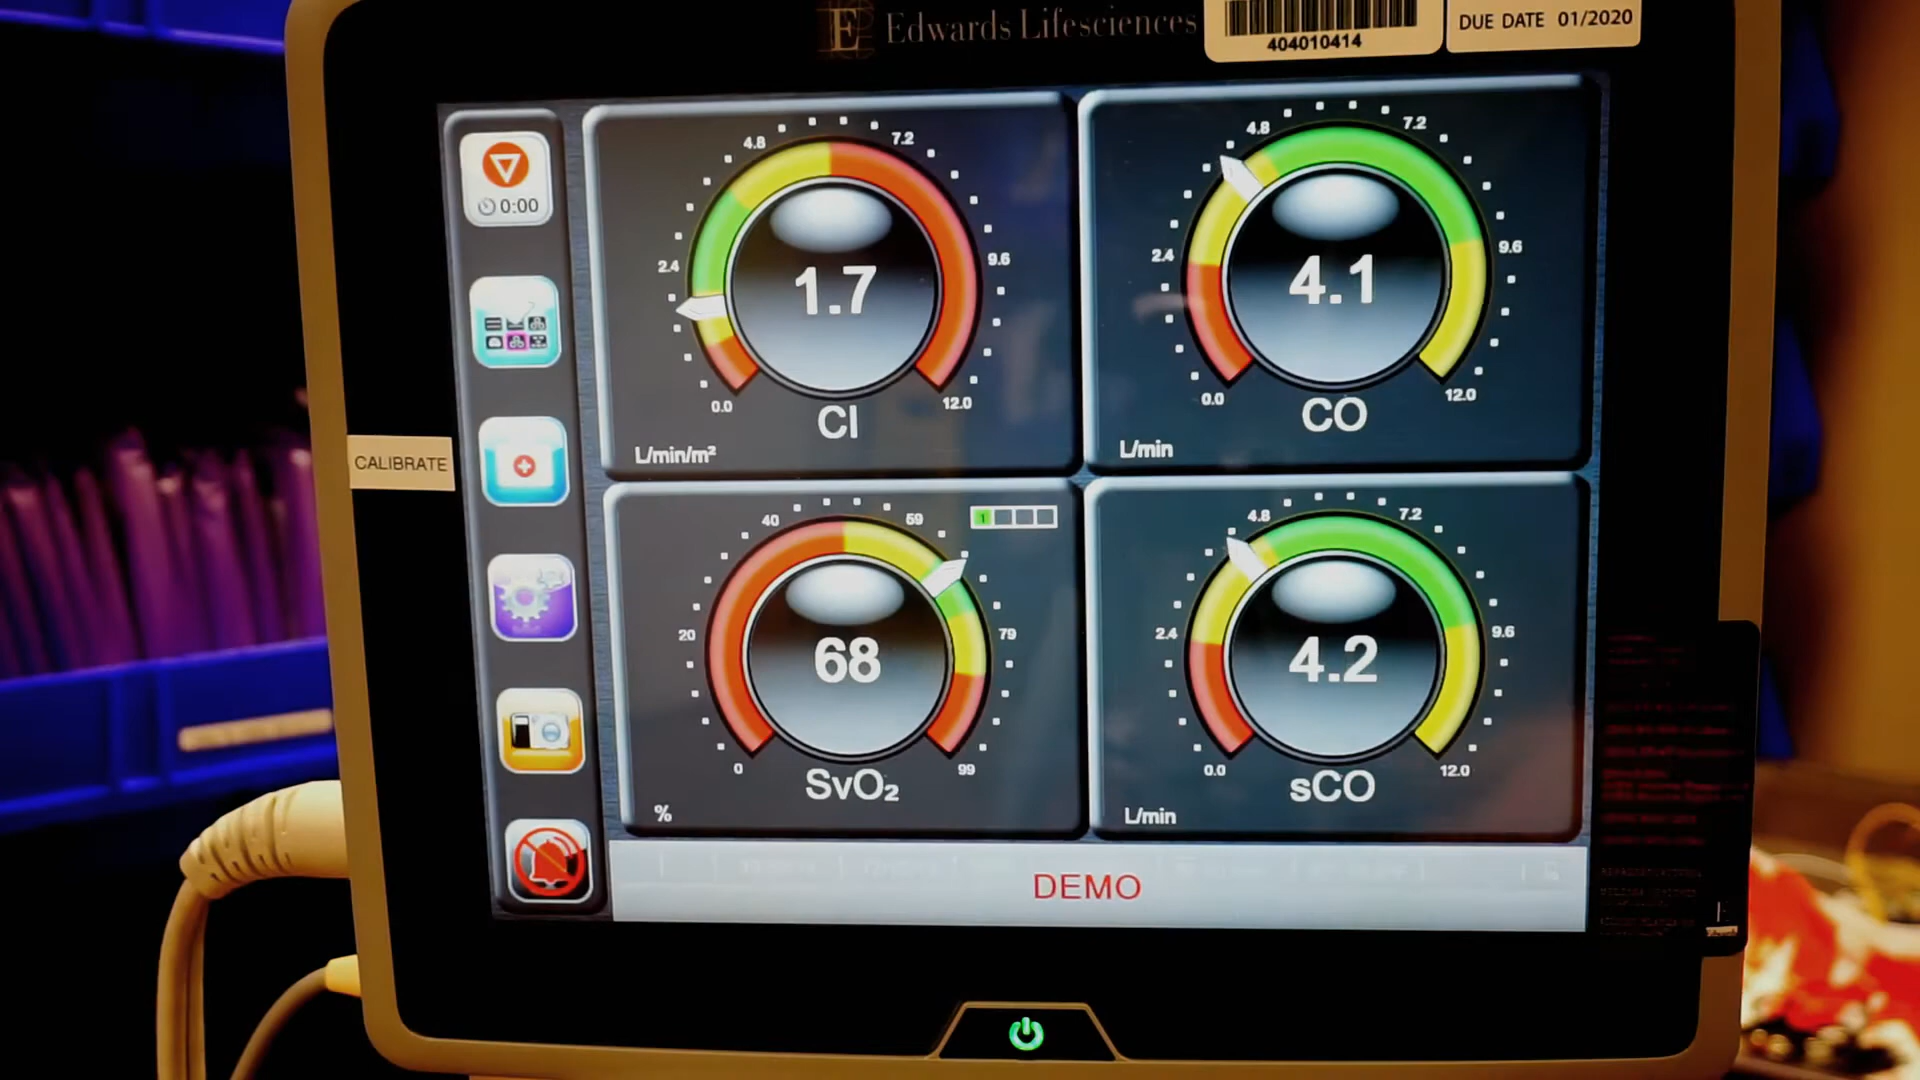 E Edwards Lifesciences
404010414
DUE DATE 01/2020
CALIBRATE
0:00
4.8
7.2
2.4
9.6
1.7
0.0
12.0
CI
L/min/m²
4.8
7.2
2.4
9.6
4.1
0.0
12.0
CO
L/min
40
59
1
20
79
68
0
99
SvO₂
%
4.8
7.2
2.4
9.6
4.2
0.0
12.0
sCO
L/min
DEMO